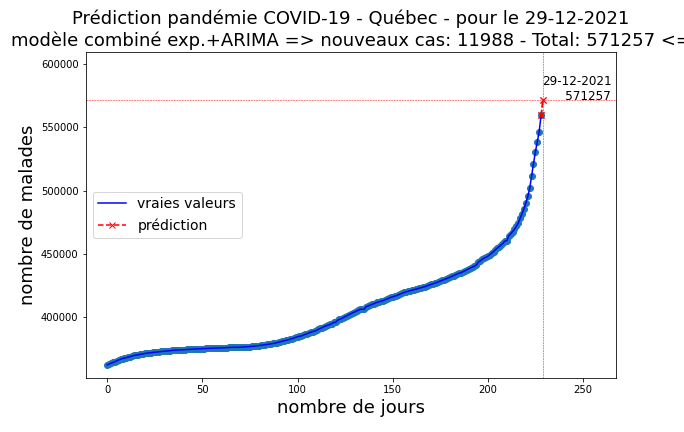 Prédiction pandémie COVID-19 - Québec - pour le 29-12-2021
modèle combiné exp.+ARIMA => nouveaux cas: 11988 - Total: 571257 <=
600000
550000
500000
450000
400000
nombre de malades
29-12-2021
571257
vraies valeurs
prédiction
0
50
100
150
200
250
nombre de jours